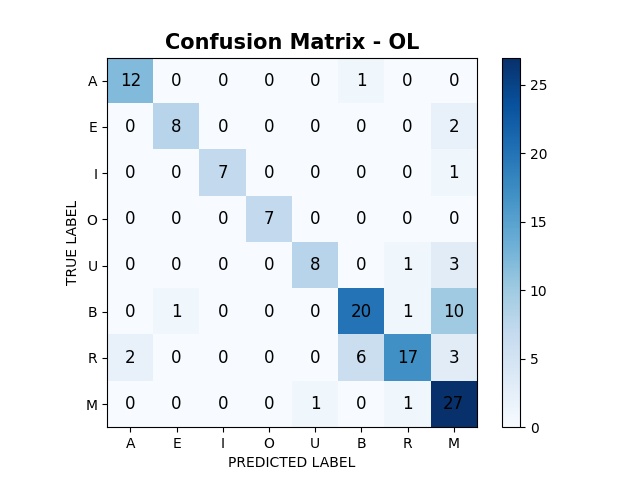 Confusion Matrix - OL
A 12 0 0 0 0 1 0 0
E 0 8 0 0 0 0 0 2
I 0 0 7 0 0 0 0 1
O 0 0 0 7 0 0 0 0
U 0 0 0 0 8 0 1 3
B 0 1 0 0 0 20 1 10
R 2 0 0 0 0 6 17 3
M 0 0 0 0 1 0 1 27
A E I O U B R M
PREDICTED LABEL
TRUE LABEL
25
20
15
10
5
0